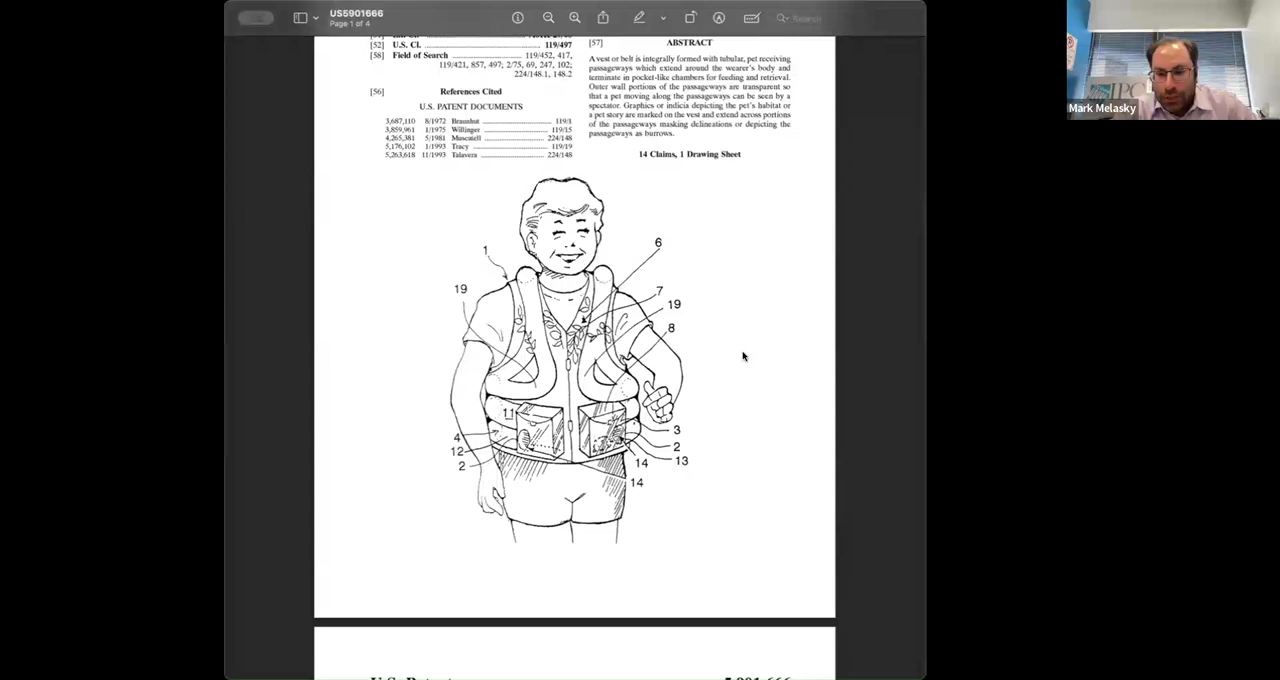 US5901666
Page 1 of 4
Search
[52] U.S. Cl. 119/497
[58] Field of Search 119/452, 417,
119/421, 857, 497; 2/75, 69, 247, 102;
224/148.1, 148.2
[56] References Cited
U.S. PATENT DOCUMENTS
3,687,110 8/1972 Braunhut 119/1
3,859,961 1/1975 Willinger 119/15
4,265,381 5/1981 Muscatell 224/148
5,176,102 1/1993 Tracy 119/19
5,263,618 11/1993 Talavera 224/148
[57] ABSTRACT
A vest or belt is integrally formed with tubular, pet receiving
passageways which extend around the wearer's body and
terminate in pocket-like chambers for feeding and retrieval.
Outer wall portions of the passageways are transparent so
that a pet moving along the passageways can be seen by a
spectator. Graphics or indicia depicting the pet's habitat or
a pet story are marked on the vest and extend across portions
of the passageways masking delineations or depicting the
passageways as burrows.
14 Claims, 1 Drawing Sheet
6
1
7
19
19
8
11
3
4
2
12
13
2
14
14
Mark Melasky
IPC